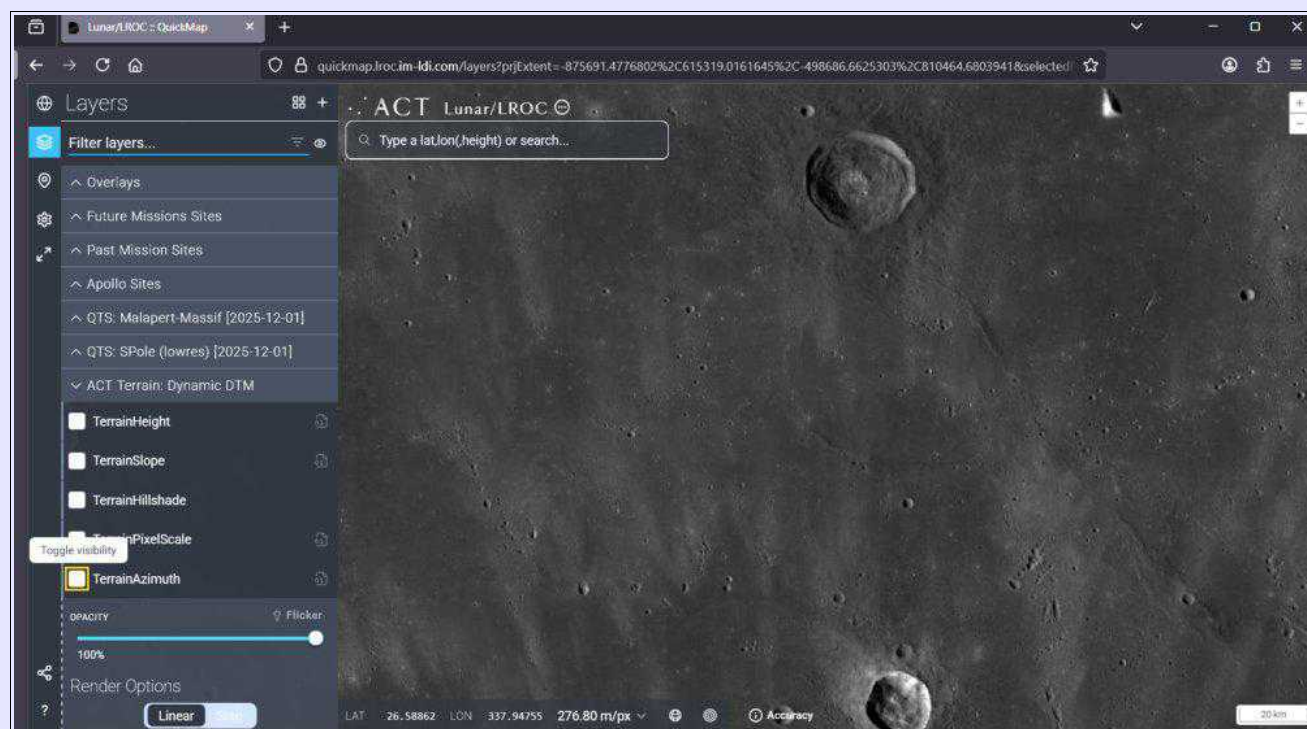 Lunar/LROC :: QuickMap
quickmap.lroc.im-ldi.com/layers?prjExtent=-875691.4776802%2C615319.0161645%2C-498686.6625303%2C810464.6803941&selected
Layers
ACT Lunar/LROC
Filter layers...
Type a lat,lon(,height) or search...
Overlays
Future Missions Sites
Past Mission Sites
Apollo Sites
QTS: Malapert-Massif [2025-12-01]
QTS: SPole (lowres) [2025-12-01]
ACT Terrain: Dynamic DTM
TerrainHeight
TerrainSlope
TerrainHillshade
TerrainPixelScale
Toggle visibility
TerrainAzimuth
OPACITY
Flicker
100%
Render Options
Linear
LAT 26.58862 LON 337.94755 276.80 m/px Accuracy
20 km